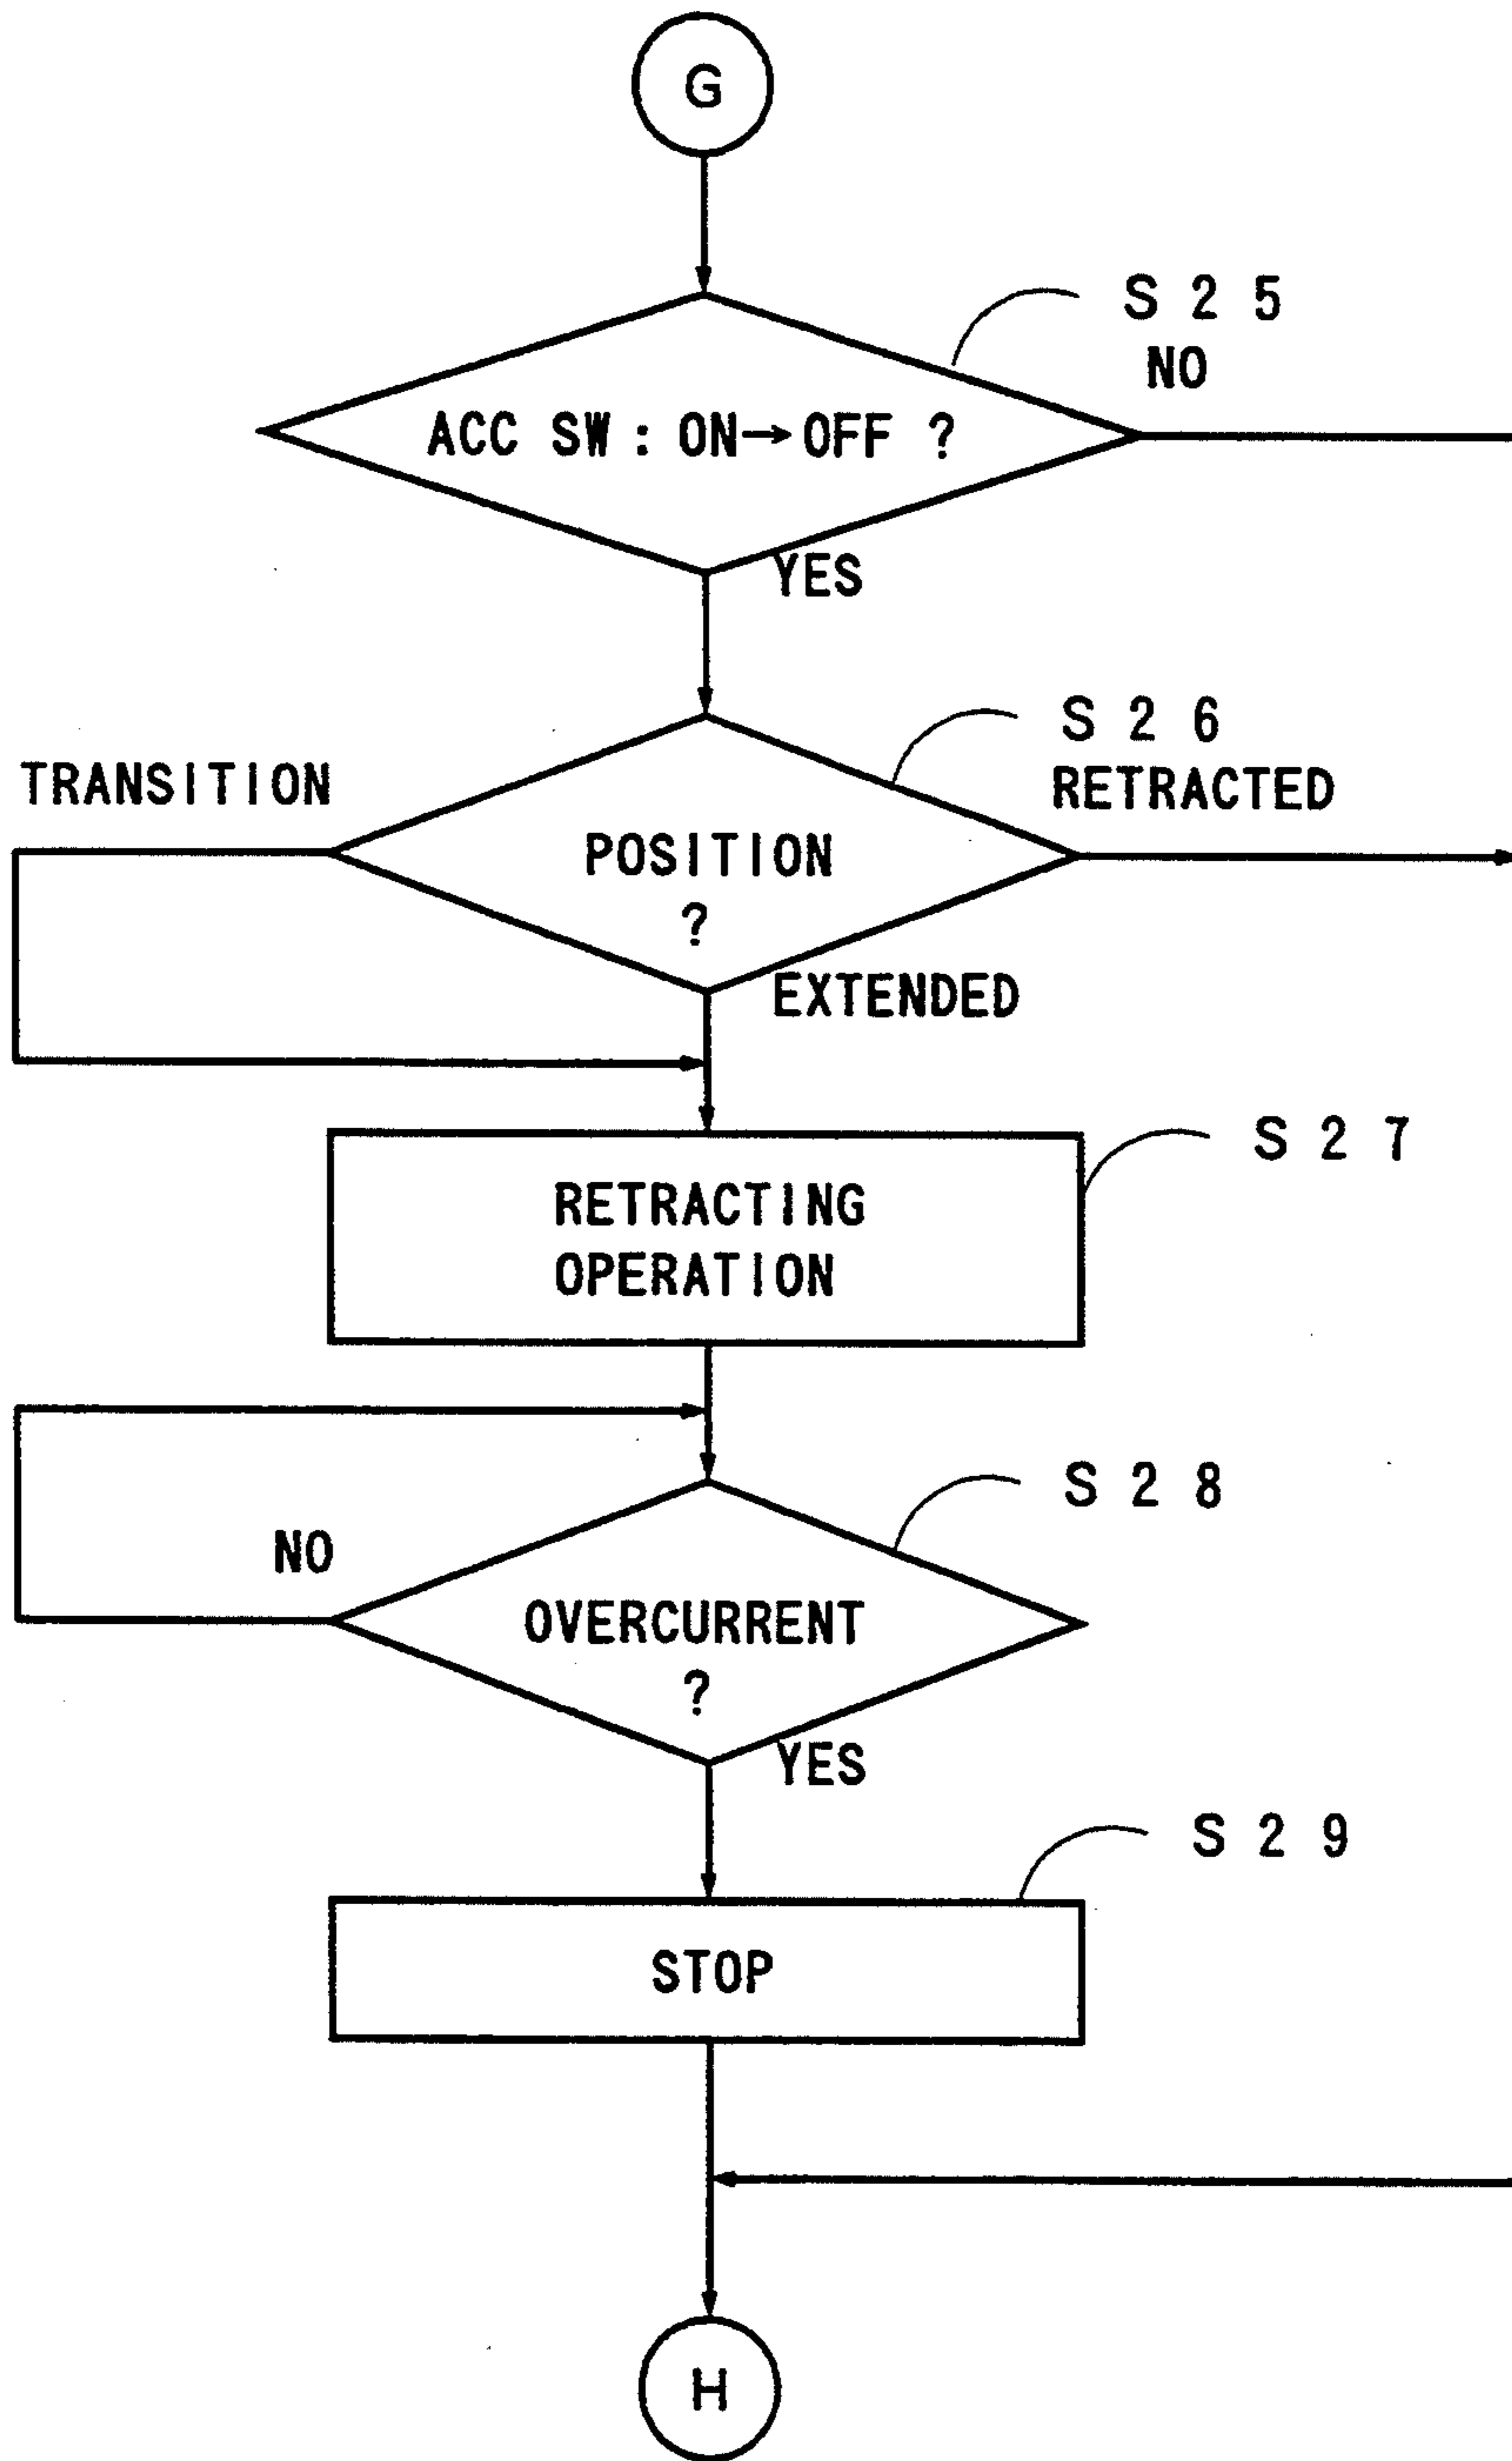 G
S 2 5
NO
ACC SW : ON→OFF ?
YES
S 2 6
TRANSITION
RETRACTED
POSITION
?
EXTENDED
S 2 7
RETRACTING
OPERATION
S 2 8
NO
OVERCURRENT
?
YES
S 2 9
STOP
H